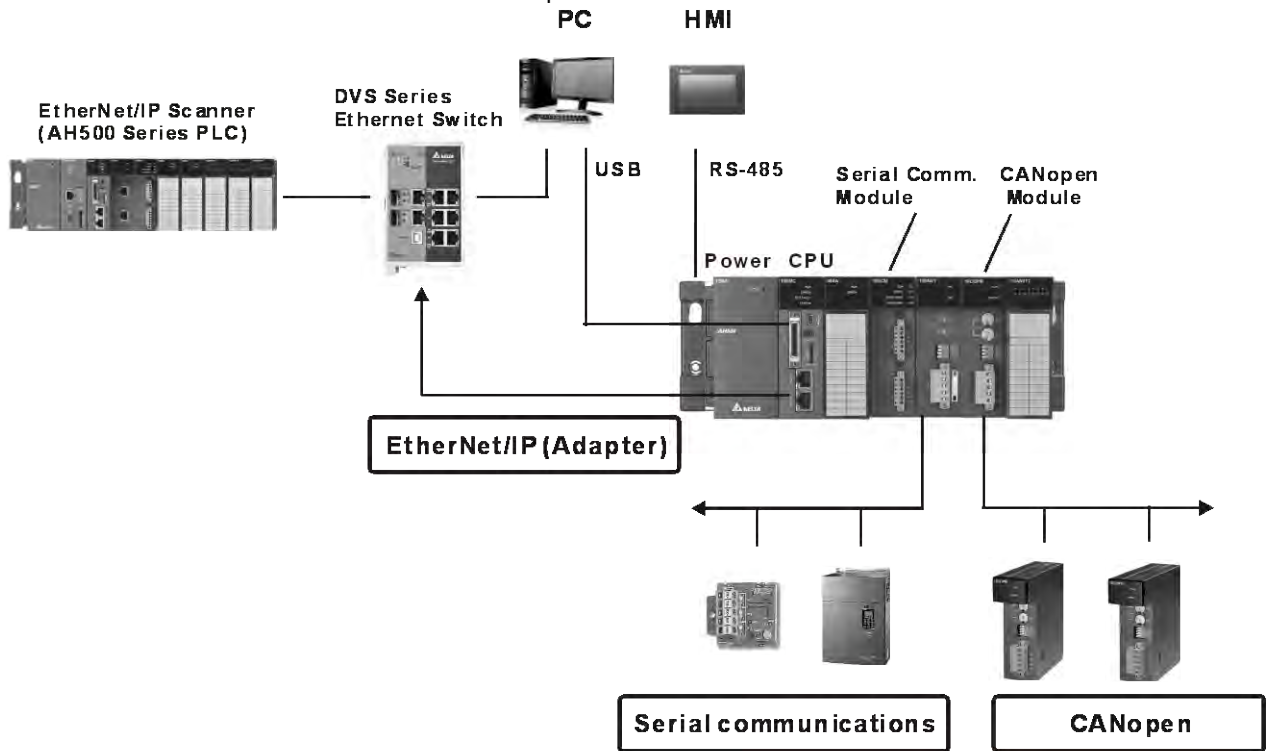 PC
HMI
EtherNet/IP Scanner
(AH500 Series PLC)
DVS Series
Ethernet Switch
USB
RS-485
Serial Comm.
Module
CANopen
Module
Power CPU
EtherNet/IP (Adapter)
Serial communications
CANopen